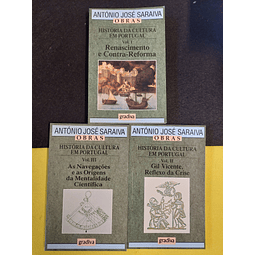 ANTÓNIO JOSÉ SARAIVA
OBRAS
HISTÓRIA DA CULTURA
EM PORTUGAL
Vol. I
Renascimento
e Contra-Reforma
gradiva
ANTÓNIO JOSÉ SARAIVA
OBRAS
HISTÓRIA DA CULTURA
EM PORTUGAL
Vol. III
As Navegações
e as Origens
da Mentalidade
Científica
gradiva
ANTÓNIO JOSÉ SARAIVA
OBRAS
HISTÓRIA DA CULTURA
EM PORTUGAL
Vol. II
Gil Vicente,
Reflexo da Crise
gradiva